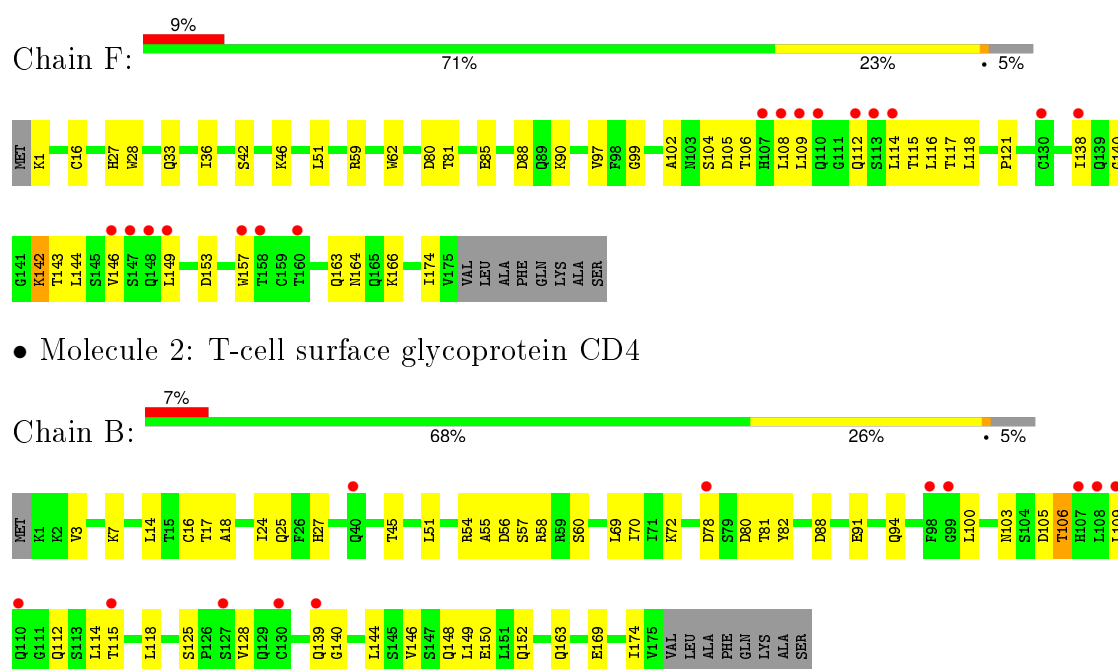 9%
Chain F:
71% 23% • 5%
MET K1 C16 H27 W28 Q33 I36 S42 K46 L51 R59 W62 D80 T81 E85 D88 Q89 K90 V97 F98 G99 A102 N103 S104 D105 T106 H107 L108 L109 Q110 G111 Q112 S113 L114 T115 L116 T117 L118 P121 C130 I138 Q139 G140
G141 K142 T143 L144 S145 V146 S147 Q148 L149 D153 W157 T158 C159 T160 Q163 N164 Q165 K166 I174 V175 VAL LEU ALA PHE GLN LYS ALA SER
• Molecule 2: T-cell surface glycoprotein CD4
7%
Chain B:
68% 26% • 5%
MET K1 K2 V3 K7 L14 T15 C16 T17 A18 I24 Q25 F26 H27 Q40 T45 L51 R54 A55 D56 S57 R58 R59 S60 L69 I70 I71 K72 D78 S79 D80 T81 Y82 D88 E91 Q94 F98 G99 L100 N103 S104 D105 T106 H107 L108 L109
Q110 G111 Q112 S113 L114 T115 L118 S125 P126 S127 V128 Q129 C130 Q139 G140 L144 S145 V146 S147 Q148 L149 E150 L151 Q152 Q163 E169 I174 V175 VAL LEU ALA PHE GLN LYS ALA SER